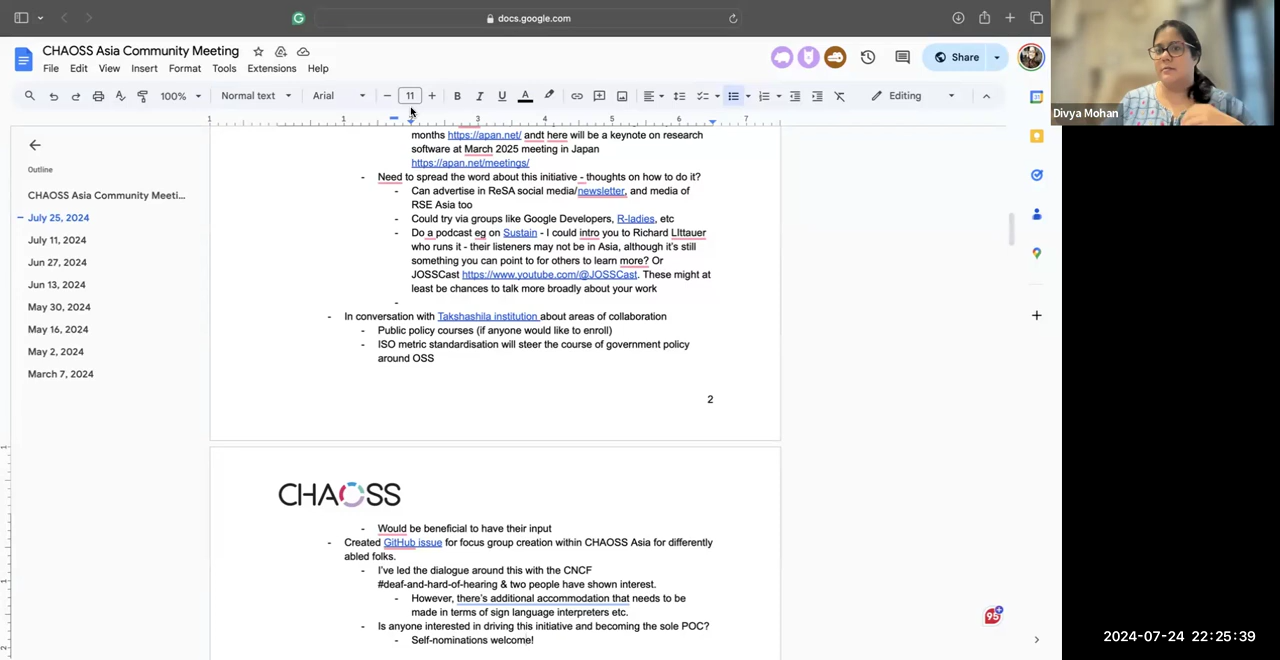 docs.google.com
CHAOSS Asia Community Meeting
File Edit View Insert Format Tools Extensions Help
Share
100% Normal text Arial 11 Editing
1 1 3 4 5 6 7
Outline
CHAOSS Asia Community Meeti...
July 25, 2024
July 11, 2024
Jun 27, 2024
Jun 13, 2024
May 30, 2024
May 16, 2024
May 2, 2024
March 7, 2024
months https://apan.net/ andt here will be a keynote on research
software at March 2025 meeting in Japan
https://apan.net/meetings/
- Need to spread the word about this initiative - thoughts on how to do it?
- Can advertise in ReSA social media/newsletter, and media of
RSE Asia too
- Could try via groups like Google Developers, R-ladies, etc
- Do a podcast eg on Sustain - I could intro you to Richard LIttauer
who runs it - their listeners may not be in Asia, although it's still
something you can point to for others to learn more? Or
JOSSCast https://www.youtube.com/@JOSSCast. These might at
least be chances to talk more broadly about your work
-
- In conversation with Takshashila institution about areas of collaboration
- Public policy courses (if anyone would like to enroll)
- ISO metric standardisation will steer the course of government policy
around OSS
2
CHAOSS
- Would be beneficial to have their input
- Created GitHub issue for focus group creation within CHAOSS Asia for differently
abled folks.
- I've led the dialogue around this with the CNCF
#deaf-and-hard-of-hearing & two people have shown interest.
- However, there's additional accommodation that needs to be
made in terms of sign language interpreters etc.
- Is anyone interested in driving this initiative and becoming the sole POC?
- Self-nominations welcome!
95
Divya Mohan
2024-07-24 22:25:39